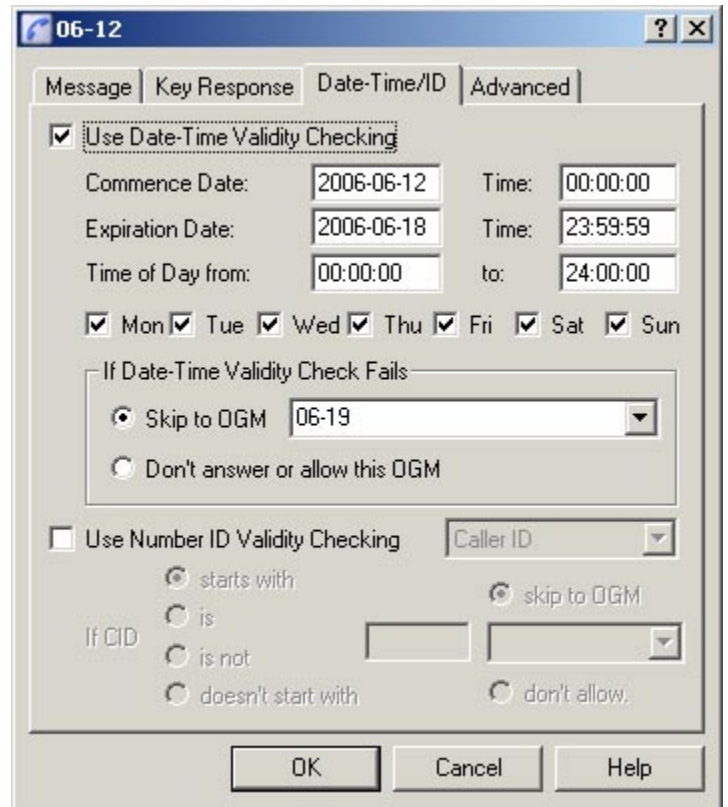 06-12
Message Key Response Date-Time/ID Advanced
Use Date-Time Validity Checking
Commence Date: 2006-06-12 Time: 00:00:00
Expiration Date: 2006-06-18 Time: 23:59:59
Time of Day from: 00:00:00 to: 24:00:00
Mon Tue Wed Thu Fri Sat Sun
If Date-Time Validity Check Fails
Skip to OGM 06-19
Don't answer or allow this OGM
Use Number ID Validity Checking Caller ID
starts with
skip to OGM
is
If CID
is not
doesn't start with don't allow.
OK Cancel Help